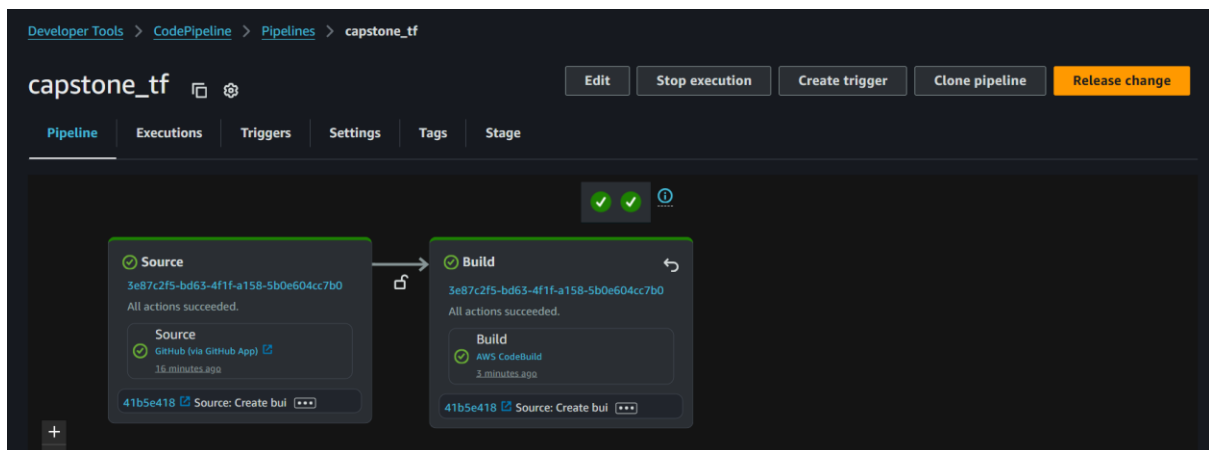 Developer Tools > CodePipeline > Pipelines > capstone_tf
capstone_tf
Edit Stop execution Create trigger Clone pipeline Release change
Pipeline Executions Triggers Settings Tags Stage
Source
3e87c2f5-bd63-4f1f-a158-5b0e604cc7b0
All actions succeeded.
Source
GitHub (via GitHub App)
16 minutes ago
41b5e418 Source: Create bui
Build
3e87c2f5-bd63-4f1f-a158-5b0e604cc7b0
All actions succeeded.
Build
AWS CodeBuild
3 minutes ago
41b5e418 Source: Create bui